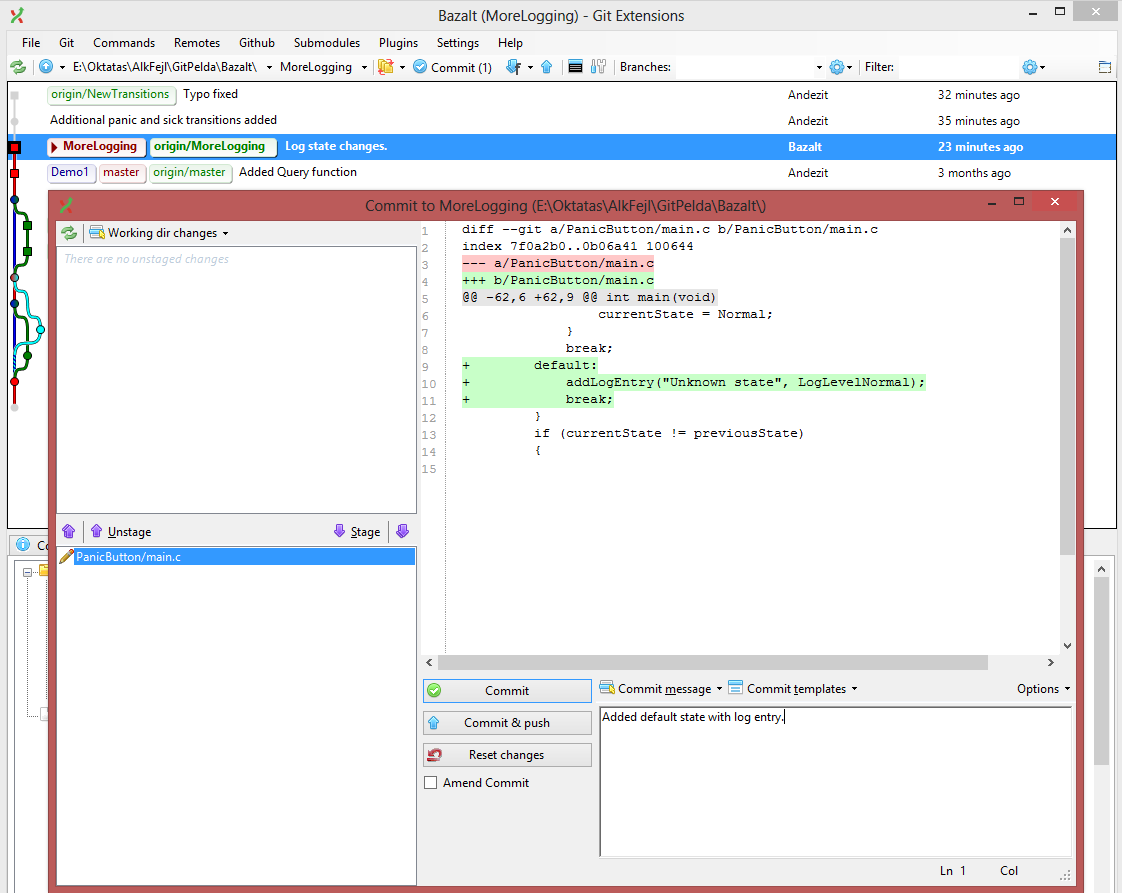 Bazalt (MoreLogging) - Git Extensions
File Git Commands Remotes Github Submodules Plugins Settings Help
E:\Oktatas\AlkFejl\GitPelda\Bazalt\ MoreLogging Commit (1) Branches: Filter:
origin/NewTransitions Typo fixed Andezit 32 minutes ago
Additional panic and sick transitions added Andezit 35 minutes ago
MoreLogging origin/MoreLogging Log state changes. Bazalt 23 minutes ago
Demo1 master origin/master Added Query function Andezit 3 months ago
Commit to MoreLogging (E:\Oktatas\AlkFejl\GitPelda\Bazalt\)
Working dir changes
There are no unstaged changes
1 diff --git a/PanicButton/main.c b/PanicButton/main.c
2 index 7f0a2b0..0b06a41 100644
3 --- a/PanicButton/main.c
4 +++ b/PanicButton/main.c
5 @@ -62,6 +62,9 @@ int main(void)
6 currentState = Normal;
7 }
8 break;
9 + default:
10 + addLogEntry("Unknown state", LogLevelNormal);
11 + break;
12 }
13 if (currentState != previousState)
14 {
15
Unstage Stage
PanicButton/main.c
Commit
Commit & push
Reset changes
Amend Commit
Commit message Commit templates Options
Added default state with log entry.
Ln 1 Col